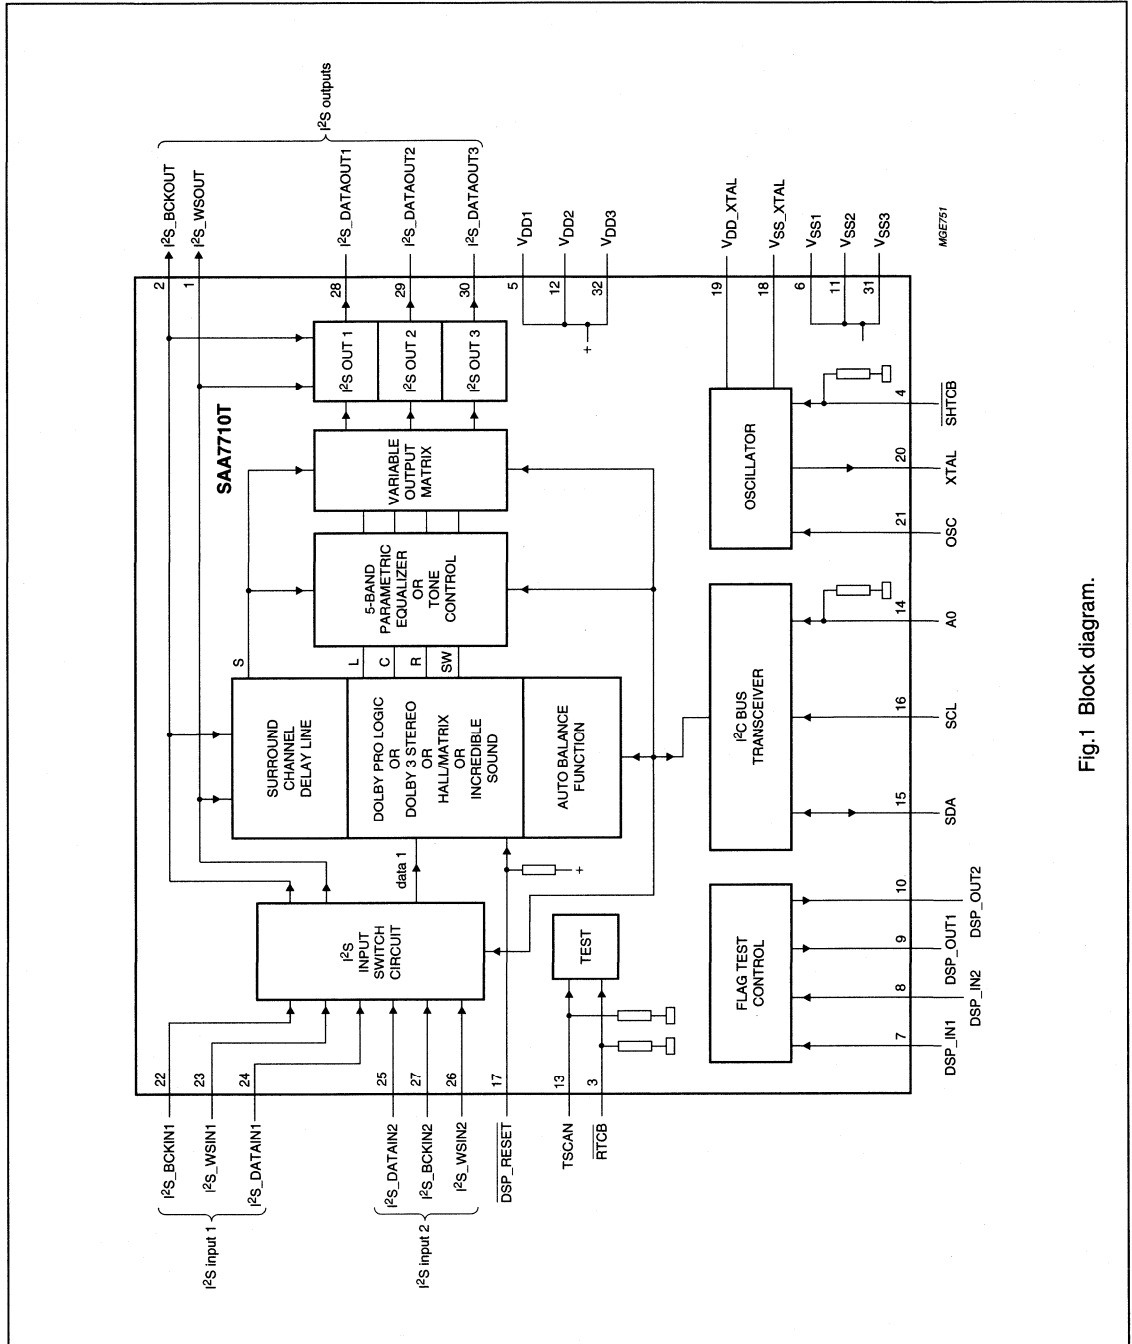 I²S_BCKOUT
I²S_WSOUT
I²S outputs
2
1
SAA7710T
28
I²S_DATAOUT1
29
I²S_DATAOUT2
30
I²S_DATAOUT3
I²S OUT 1
I²S OUT 2
I²S OUT 3
VARIABLE
OUTPUT
MATRIX
5-BAND
PARAMETRIC
EQUALIZER
OR
TONE
CONTROL
S
L
C
R
SW
SURROUND
CHANNEL
DELAY LINE
DOLBY PRO LOGIC
OR
DOLBY 3 STEREO
OR
HALL/MATRIX
OR
INCREDIBLE
SOUND
AUTO BALANCE
FUNCTION
data 1
+
I²S
INPUT
SWITCH
CIRCUIT
I²S_BCKIN1
22
I²S_WSIN1
23
I²S_DATAIN1
24
I²S input 1
I²S_DATAIN2
25
I²S_BCKIN2
27
I²S_WSIN2
26
I²S input 2
DSP_RESET
17
TSCAN
13
RTCB
3
TEST
5
VDD1
12
VDD2
32
VDD3
+
19
VDD_XTAL
18
VSS_XTAL
6
VSS1
11
VSS2
31
VSS3
MGE751
FLAG TEST
CONTROL
7
8
9
10
DSP_IN1
DSP_IN2
DSP_OUT1
DSP_OUT2
I²C BUS
TRANSCEIVER
15
16
14
SDA
SCL
A0
OSCILLATOR
21
20
4
OSC
XTAL
SHTCB
Fig.1 Block diagram.